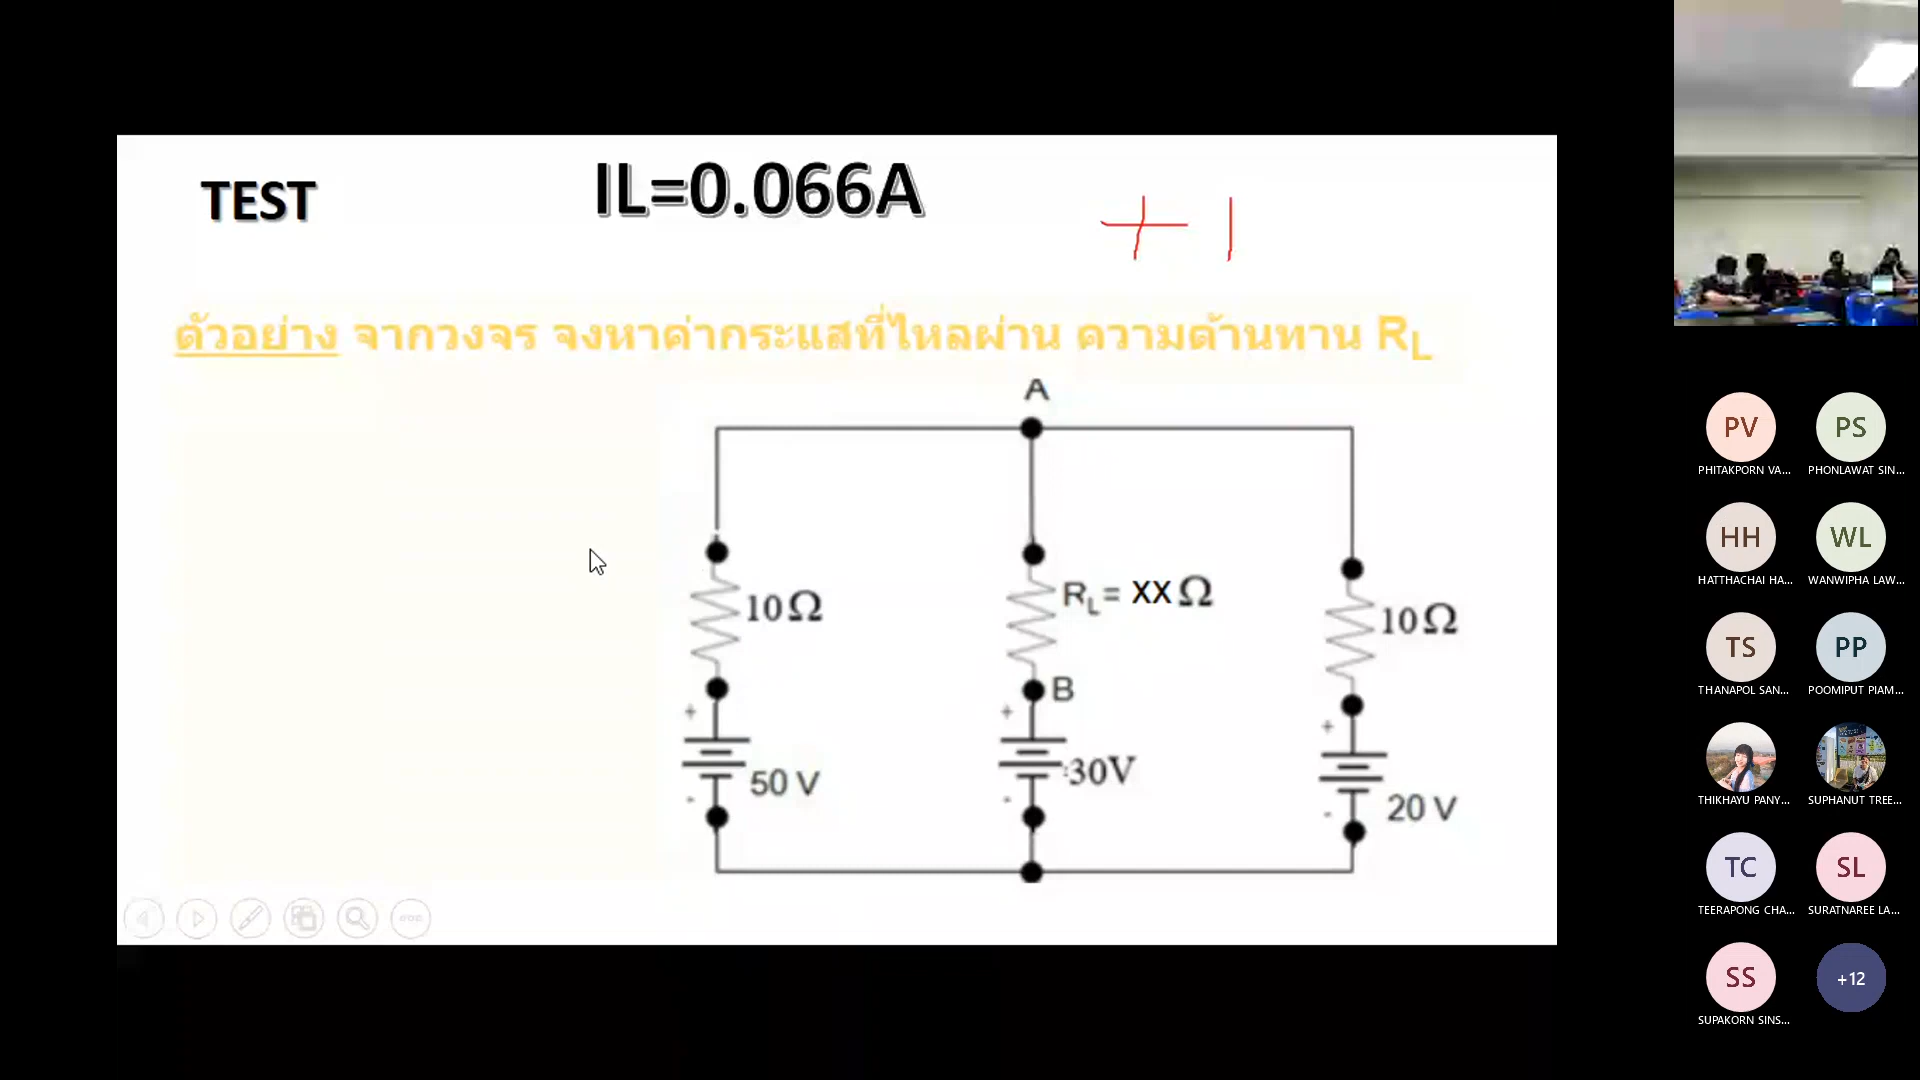 TEST
IL=0.066A
+1
ตัวอย่าง จากวงจร จงหาค่ากระแสที่ไหลผ่าน ความต้านทาน RL
A
10Ω
RL= XXΩ
10Ω
B
+
+
+
50 V
30V
20 V
-
-
-
PV
PHITAKPORN VA...
PS
PHONLAWAT SIN...
HH
HATTHACHAI HA...
WL
WANWIPHA LAW...
TS
THANAPOL SAN...
PP
POOMIPUT PIAM...
THIKHAYU PANY...
SUPHANUT TREE...
TC
TEERAPONG CHA...
SL
SURATNAREE LA...
SS
SUPAKORN SINS...
+12